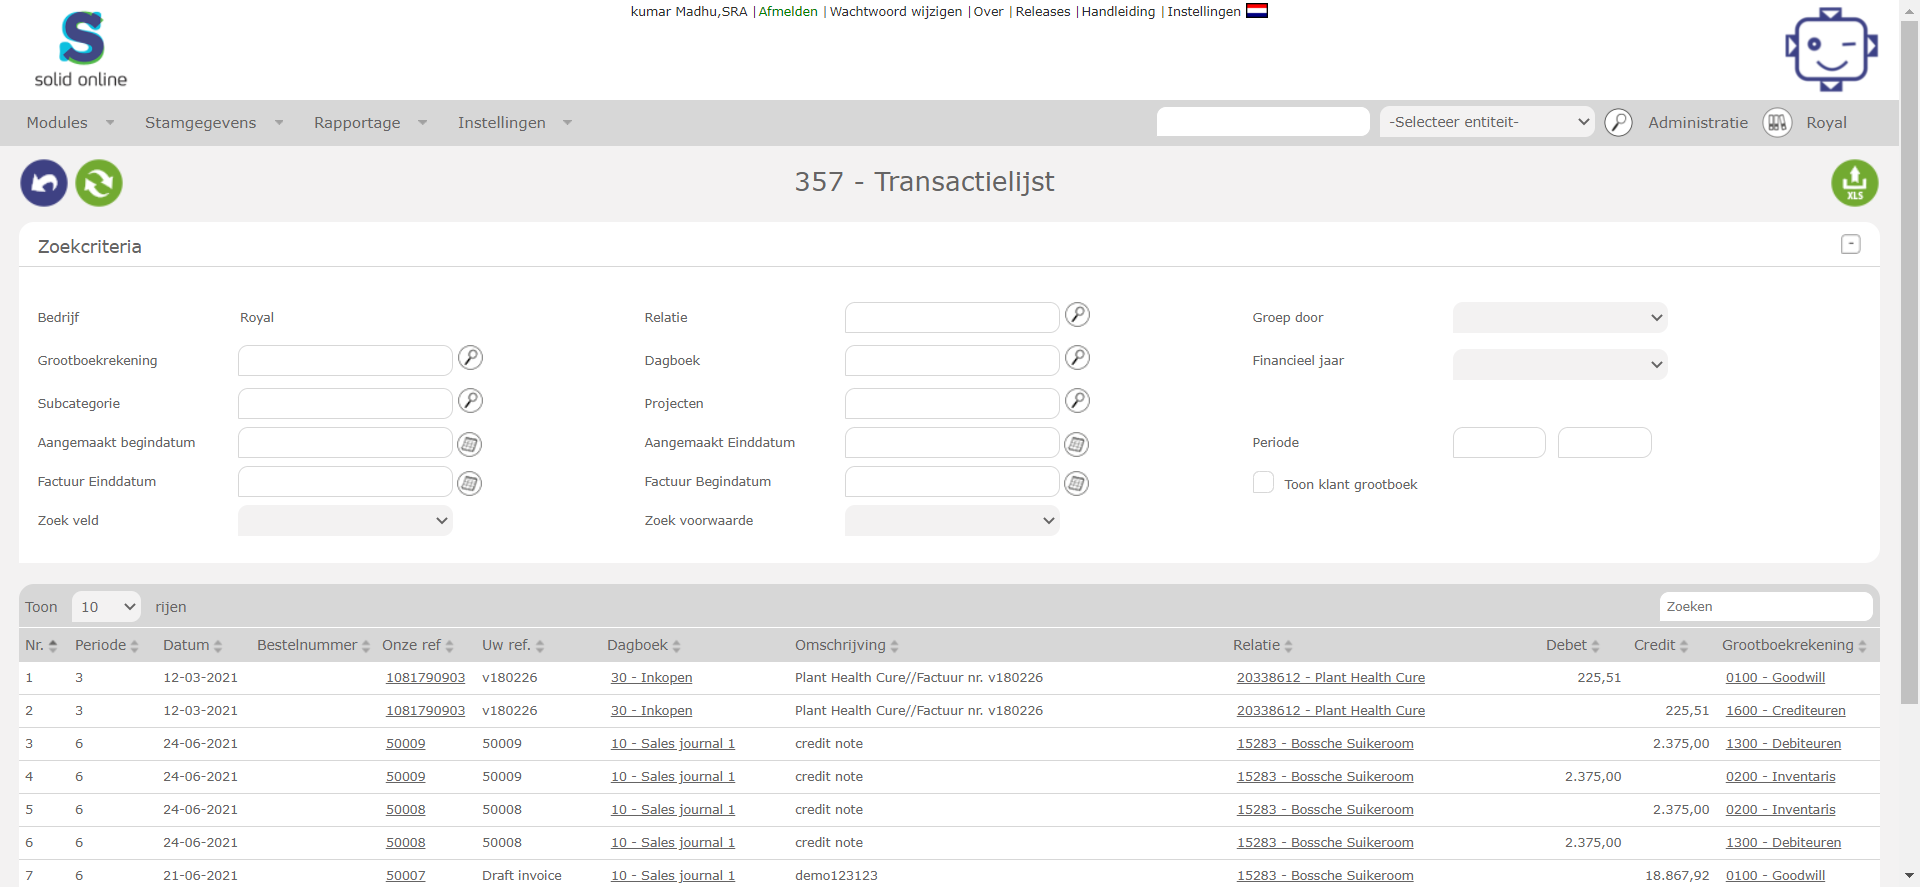 kumar Madhu,SRA |Afmelden |Wachtwoord wijzigen |Over |Releases |Handleiding |Instellingen
solid online
Modules Stamgegevens Rapportage Instellingen -Selecteer entiteit- Administratie Royal
357 - Transactielijst
XLS
Zoekcriteria
-
Bedrijf Royal Relatie Groep door
Grootboekrekening Dagboek Financieel jaar
Subcategorie Projecten
Aangemaakt begindatum Aangemaakt Einddatum Periode
Factuur Einddatum Factuur Begindatum Toon klant grootboek
Zoek veld Zoek voorwaarde
Toon 10 rijen Zoeken
Nr. Periode Datum Bestelnummer Onze ref Uw ref. Dagboek Omschrijving Relatie Debet Credit Grootboekrekening
1 3 12-03-2021 1081790903 v180226 30 - Inkopen Plant Health Cure//Factuur nr. v180226 20338612 - Plant Health Cure 225,51 0100 - Goodwill
2 3 12-03-2021 1081790903 v180226 30 - Inkopen Plant Health Cure//Factuur nr. v180226 20338612 - Plant Health Cure 225,51 1600 - Crediteuren
3 6 24-06-2021 50009 50009 10 - Sales journal 1 credit note 15283 - Bossche Suikeroom 2.375,00 1300 - Debiteuren
4 6 24-06-2021 50009 50009 10 - Sales journal 1 credit note 15283 - Bossche Suikeroom 2.375,00 0200 - Inventaris
5 6 24-06-2021 50008 50008 10 - Sales journal 1 credit note 15283 - Bossche Suikeroom 2.375,00 0200 - Inventaris
6 6 24-06-2021 50008 50008 10 - Sales journal 1 credit note 15283 - Bossche Suikeroom 2.375,00 1300 - Debiteuren
7 6 21-06-2021 50007 Draft invoice 10 - Sales journal 1 demo123123 15283 - Bossche Suikeroom 18.867,92 0100 - Goodwill